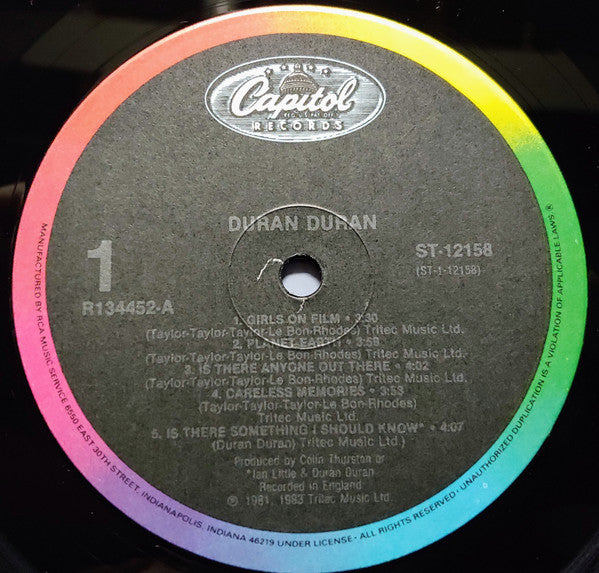 Capitol
REG. U.S. PAT. OFF.
RECORDS
DURAN DURAN
1
R134452-A
ST-12158
(ST-1-12158)
1. GIRLS ON FILM • 3:30
(Taylor-Taylor-Taylor-Le Bon-Rhodes) Tritec Music Ltd.
2. PLANET EARTH • 3:59
(Taylor-Taylor-Taylor-Le Bon-Rhodes) Tritec Music Ltd.
3. IS THERE ANYONE OUT THERE • 4:02
(Taylor-Taylor-Taylor-Le Bon-Rhodes) Tritec Music Ltd.
4. CARELESS MEMORIES • 3:53
(Taylor-Taylor-Taylor-Le Bon-Rhodes)
Tritec Music Ltd.
5. IS THERE SOMETHING I SHOULD KNOW* • 4:07
(Duran Duran) Tritec Music Ltd.)
Produced by Colin Thurston or
*Ian Little & Duran Duran
Recorded in England
℗ 1981, 1983 Tritec Music Ltd.
MANUFACTURED BY RCA MUSIC SERVICE 6550 EAST 30TH STREET, INDIANAPOLIS, INDIANA 46219 UNDER LICENSE · ALL RIGHTS RESERVED · UNAUTHORIZED DUPLICATION IS A VIOLATION OF APPLICABLE LAWS ®